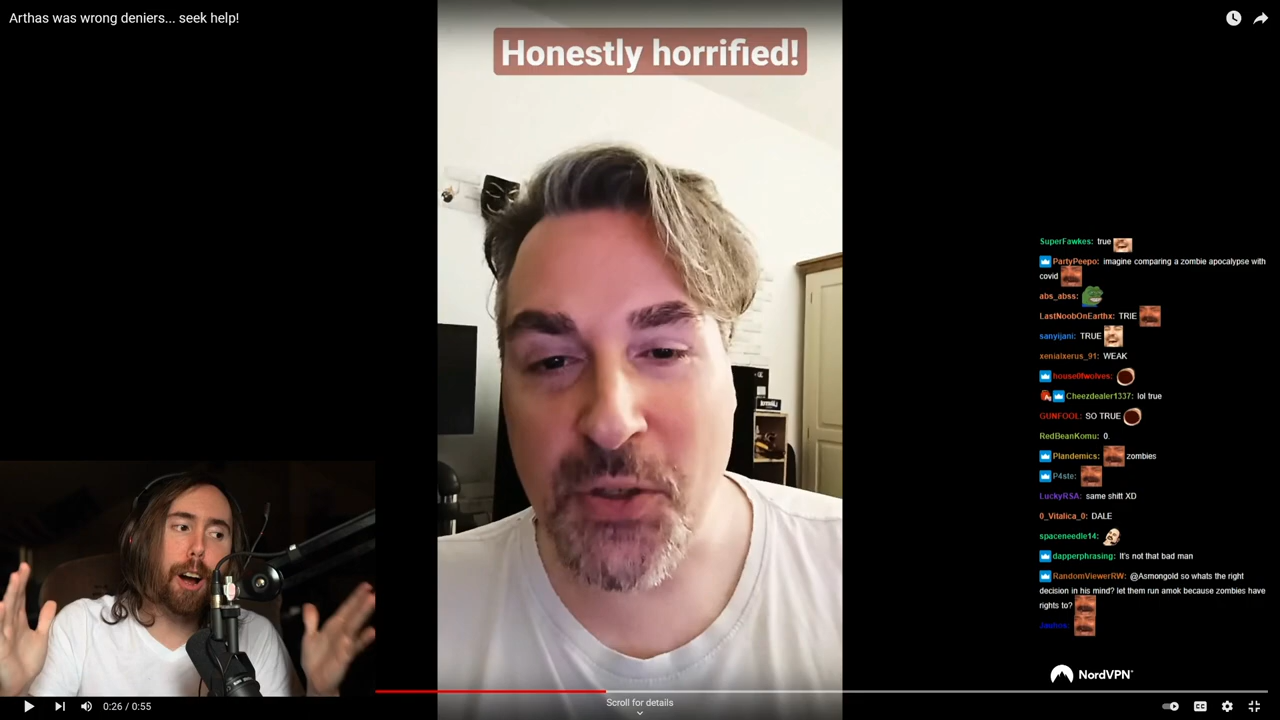 Arthas was wrong deniers... seek help!
Honestly horrified!
SuperFawkes: true
PartyPeepo: imagine comparing a zombie apocalypse with
covid
abs_abss:
LastNoobOnEarthx: TRIE
sanyijani: TRUE
xenialxerus_91: WEAK
house0fwolves:
Cheezdealer1337: lol true
GUNFOOL: SO TRUE
RedBeanKomu: 0.
Plandemics: zombies
P4ste:
LuckyRSA: same shitt XD
0_Vitalica_0: DALE
spaceneedle14:
dapperphrasing: It's not that bad man
RandomViewerRW: @Asmongold so whats the right
decision in his mind? let them run amok because zombies have
rights to?
NordVPN
Scroll for details
0:26 / 0:55
CC